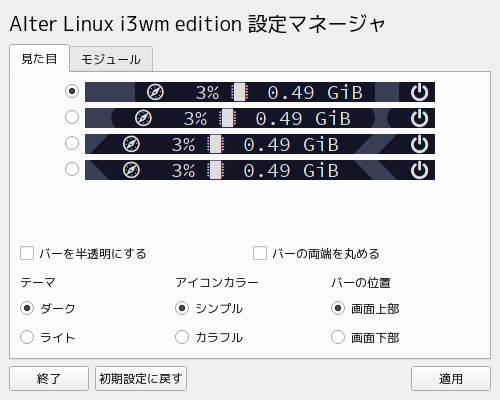 Alter Linux i3wm edition 設定マネージャ
見た目 モジュール
3% 0.49 GiB
3% 0.49 GiB
3% 0.49 GiB
3% 0.49 GiB
バーを半透明にする バーの両端を丸める
テーマ アイコンカラー バーの位置
ダーク シンプル 画面上部
ライト カラフル 画面下部
終了 初期設定に戻す 適用